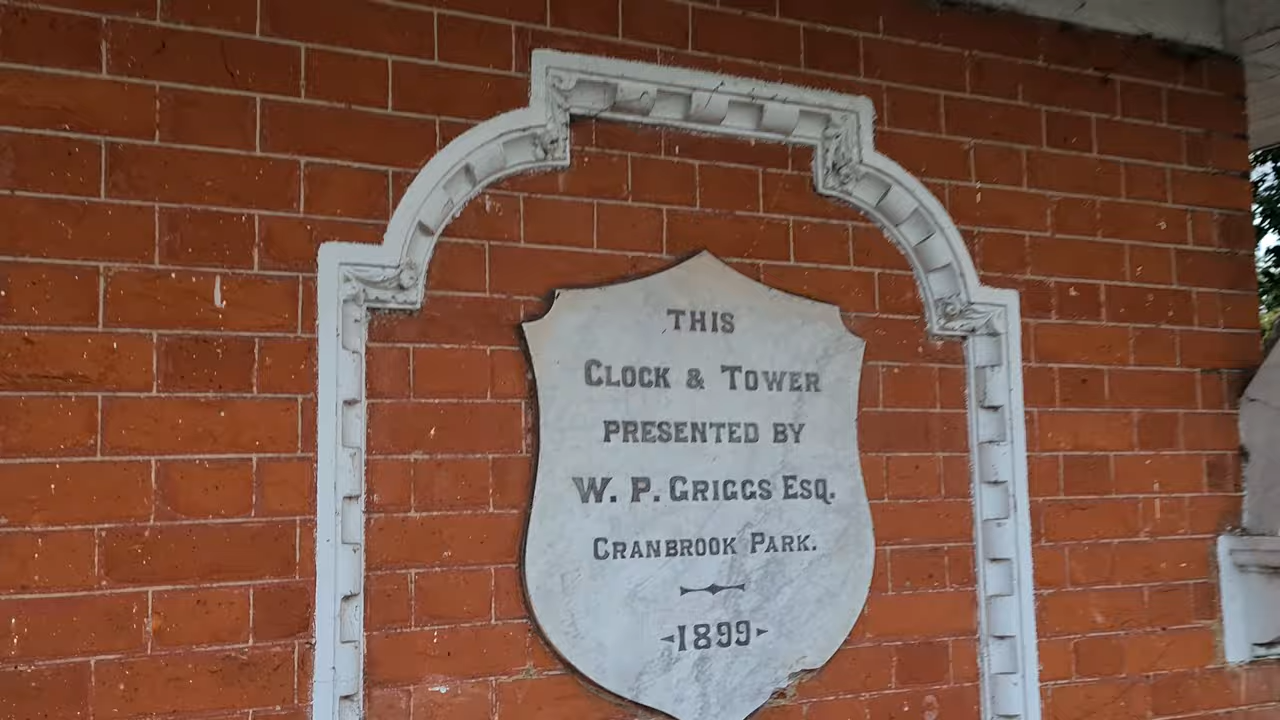 THIS
CLOCK & TOWER
PRESENTED BY
W. P. GRIGGS ESQ.
CRANBROOK PARK.
1899